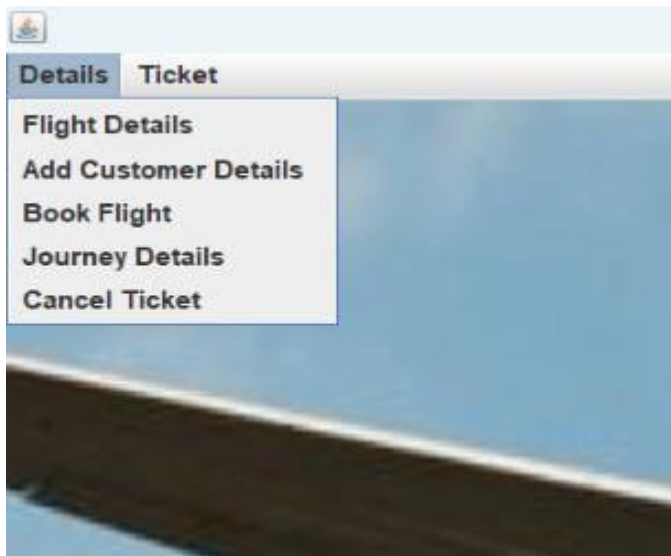 Details Ticket
Flight Details
Add Customer Details
Book Flight
Journey Details
Cancel Ticket